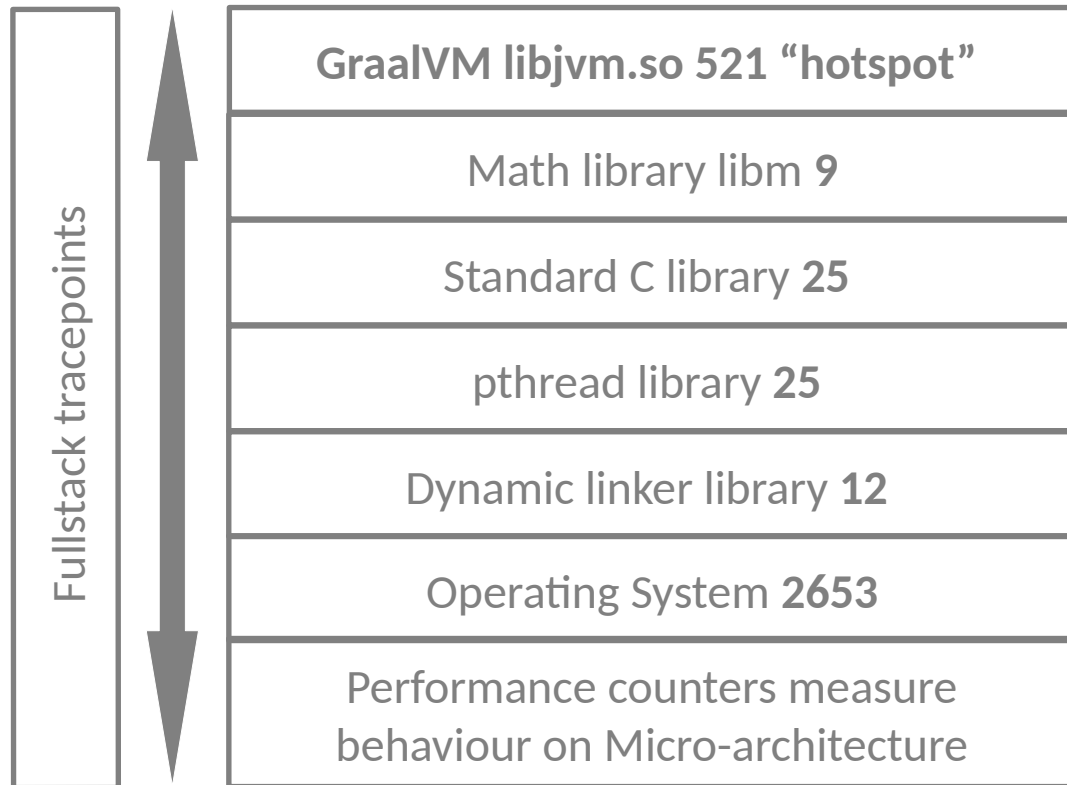 Fullstack tracepoints
GraalVM libjvm.so 521 “hotspot”
Math library libm 9
Standard C library 25
pthread library 25
Dynamic linker library 12
Operating System 2653
Performance counters measure
behaviour on Micro-architecture